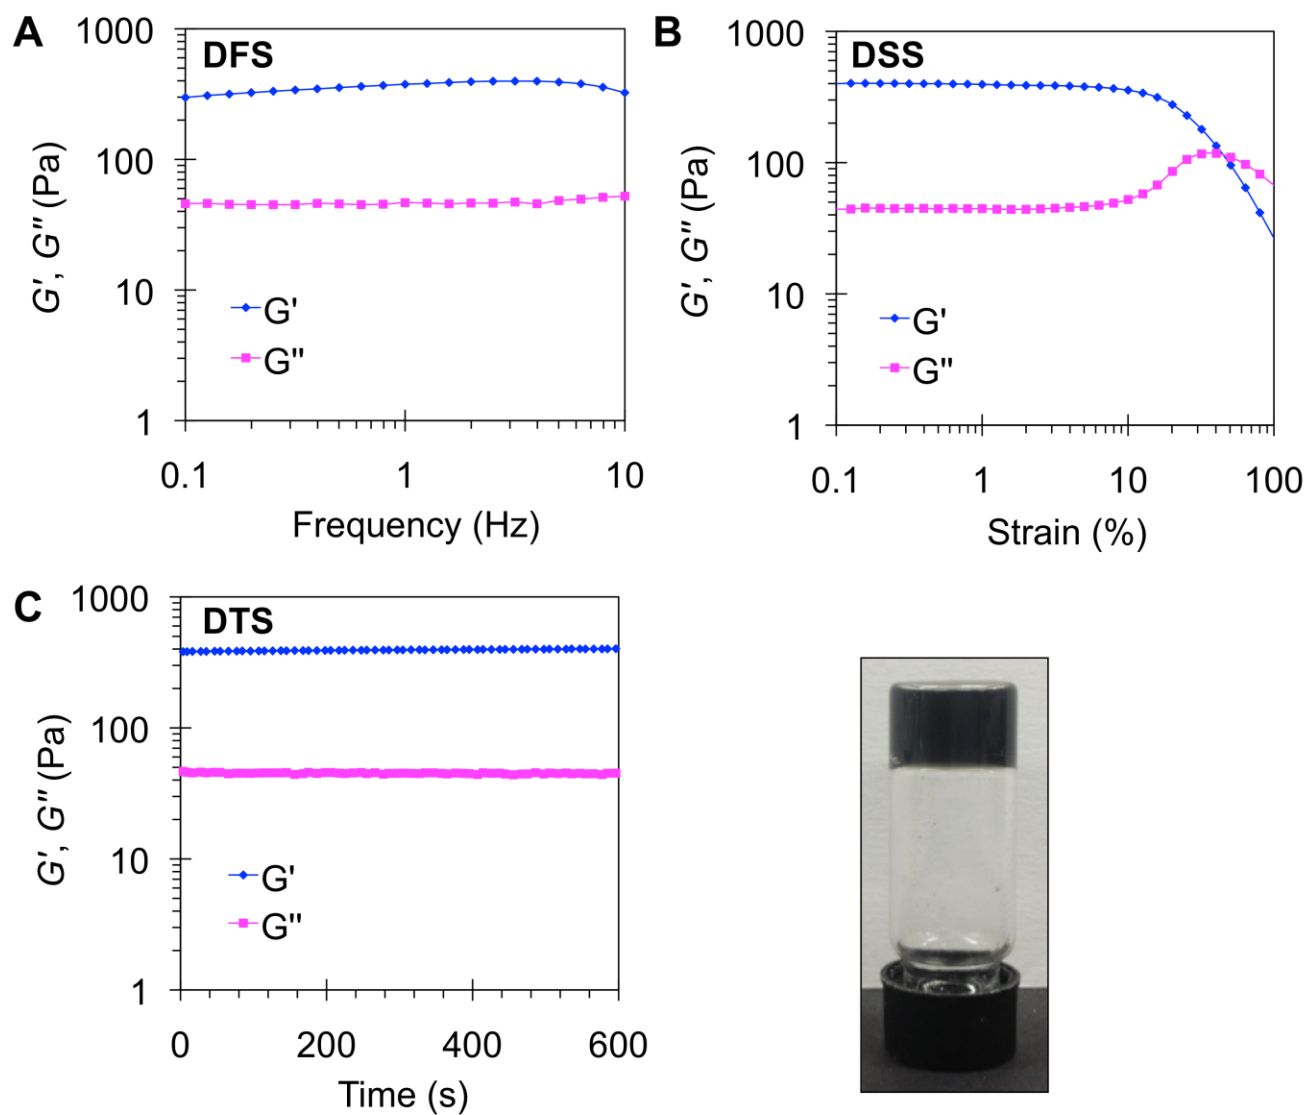 A
DFS
1000
100
10
1
G', G'' (Pa)
G'
G''
0.1 1 10
Frequency (Hz)
B
DSS
1000
100
10
1
G', G'' (Pa)
G'
G''
0.1 1 10 100
Strain (%)
C
DTS
1000
100
10
1
G', G'' (Pa)
G'
G''
0 200 400 600
Time (s)